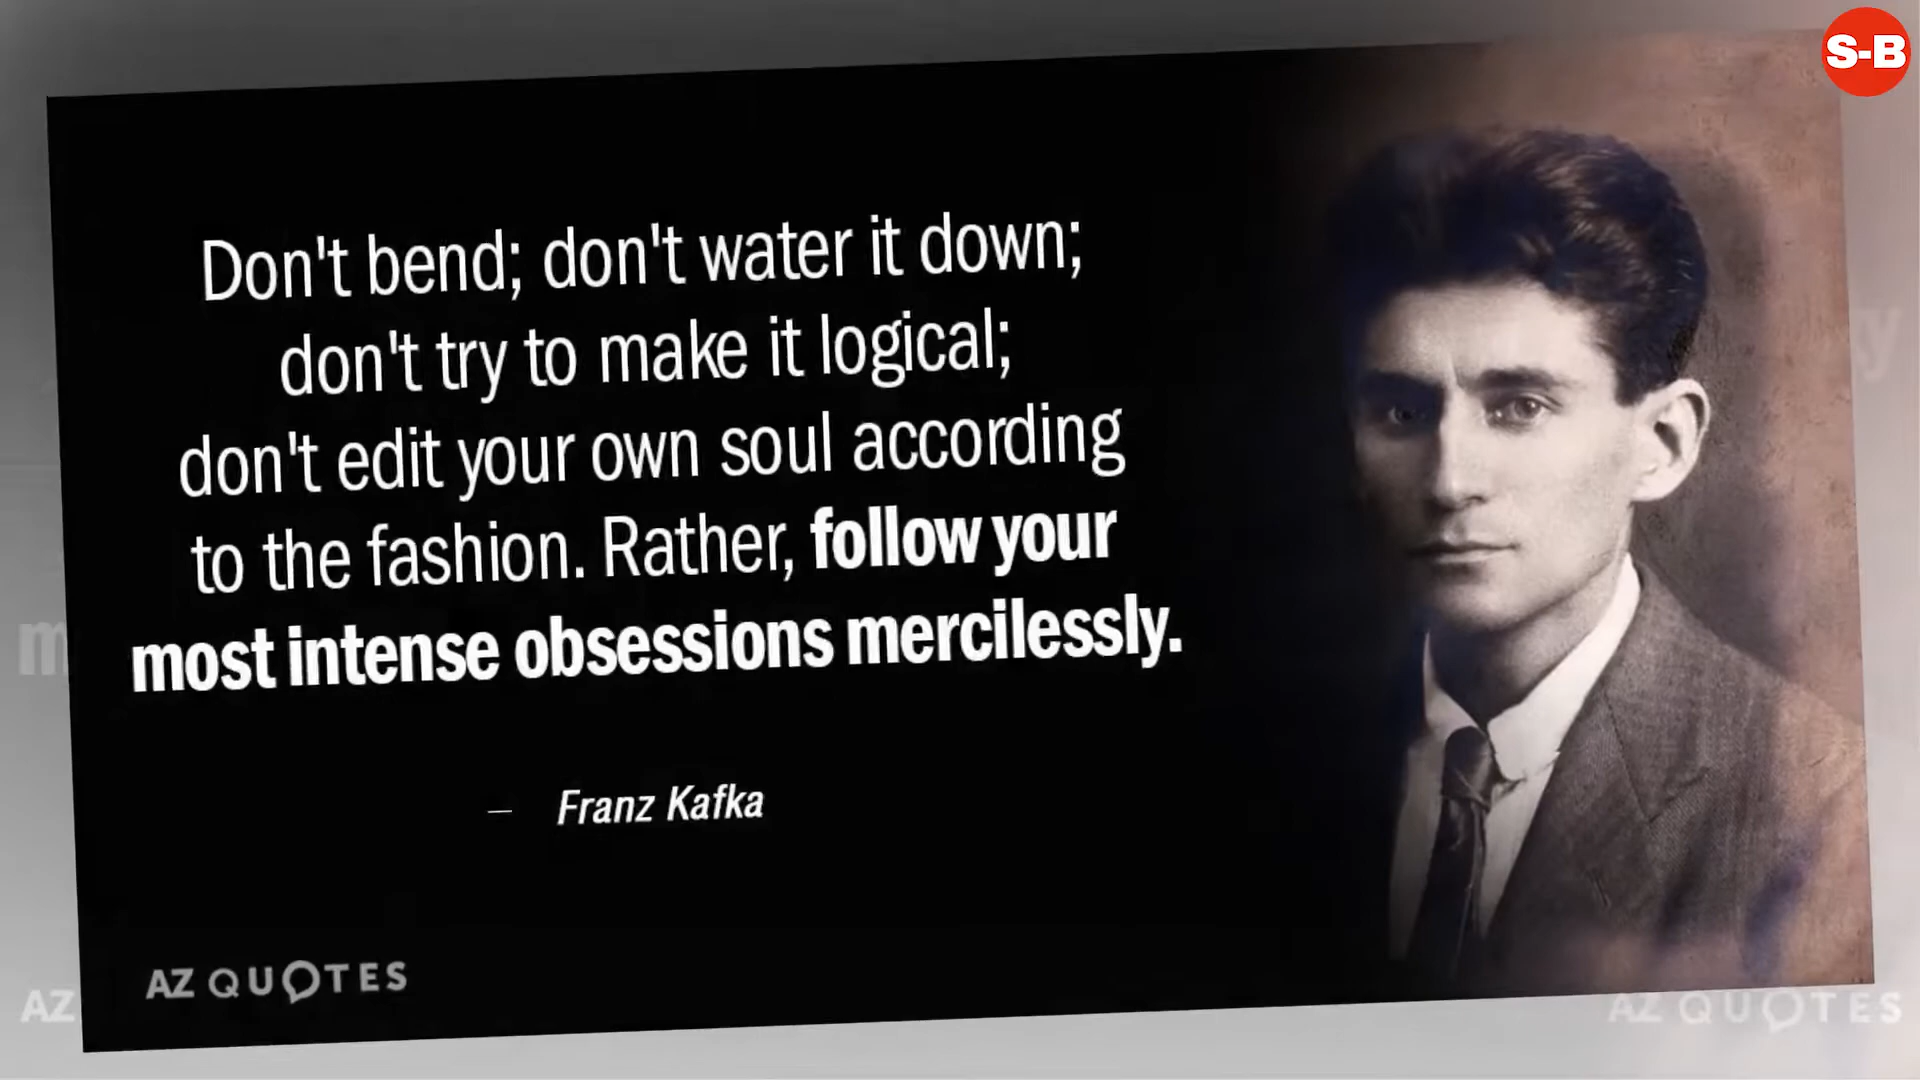 S-B
Don't bend; don't water it down;
don't try to make it logical;
don't edit your own soul according
to the fashion. Rather, follow your
most intense obsessions mercilessly.
— Franz Kafka
AZ QUOTES
AZ
AZ QUOTES
m
y